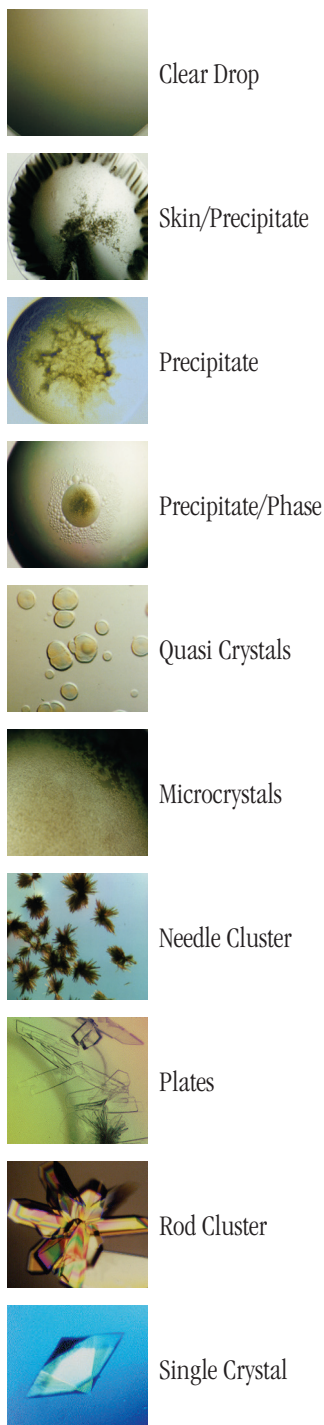 Clear Drop
Skin/Precipitate
Precipitate
Precipitate/Phase
Quasi Crystals
Microcrystals
Needle Cluster
Plates
Rod Cluster
Single Crystal